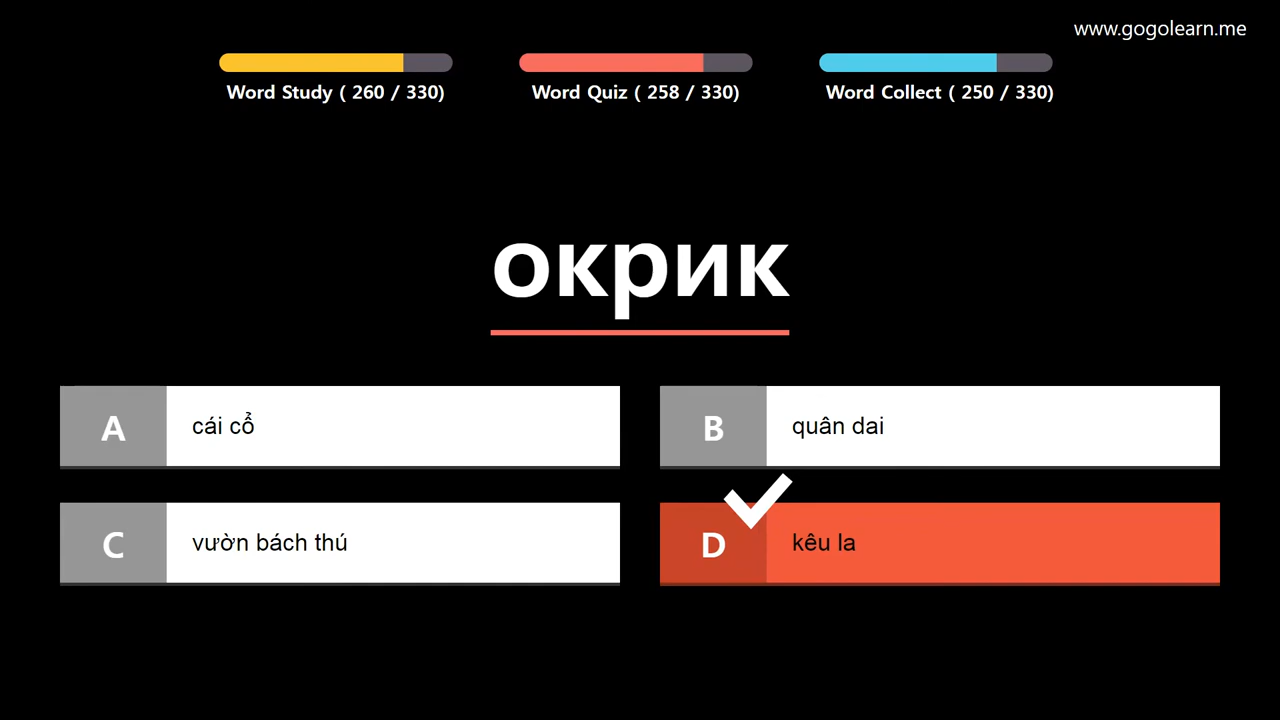 www.gogolearn.me
Word Study ( 260 / 330)
Word Quiz ( 258 / 330)
Word Collect ( 250 / 330)
окрик
A
cái cổ
B
quân dai
C
vườn bách thú
D
kêu la